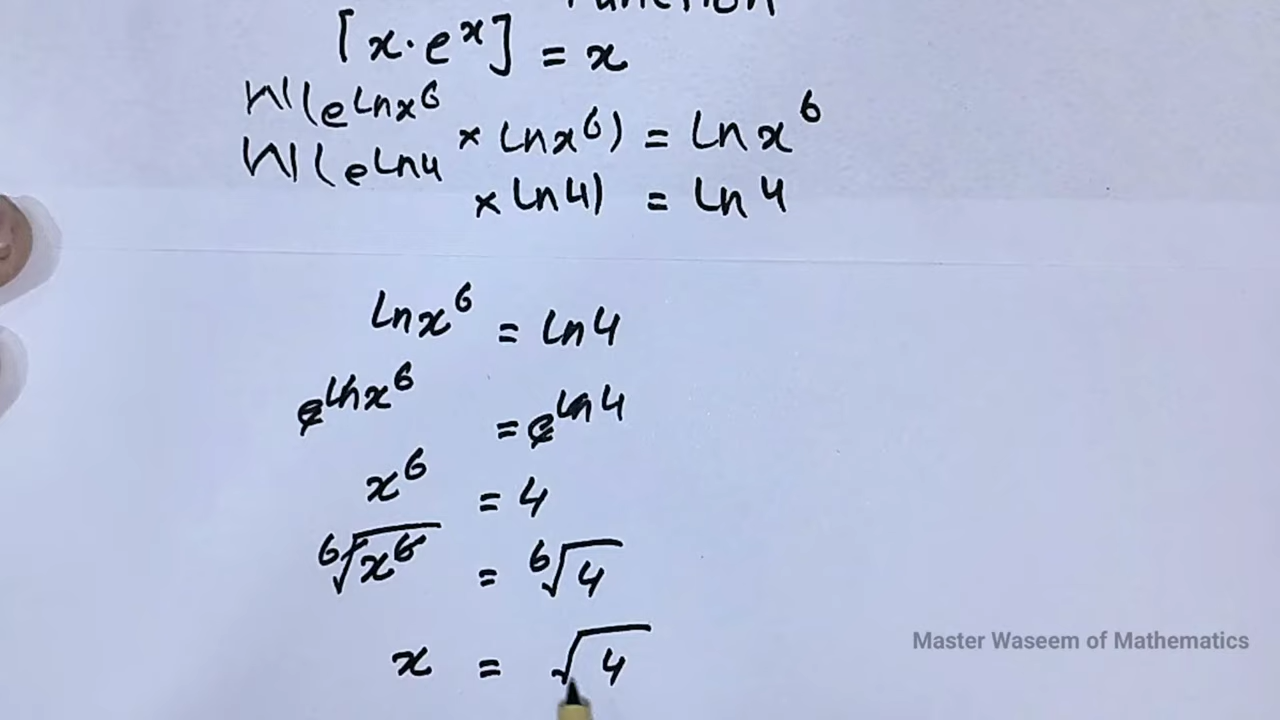 Function
[x·e^x] = x
W(e^ln x^6 × ln x^6) = ln x^6
W(e^ln 4 × ln 4) = ln 4
ln x^6 = ln 4
e^ln x^6 = e^ln 4
x^6 = 4
⁶√x^6 = ⁶√4
x = √4
Master Waseem of Mathematics